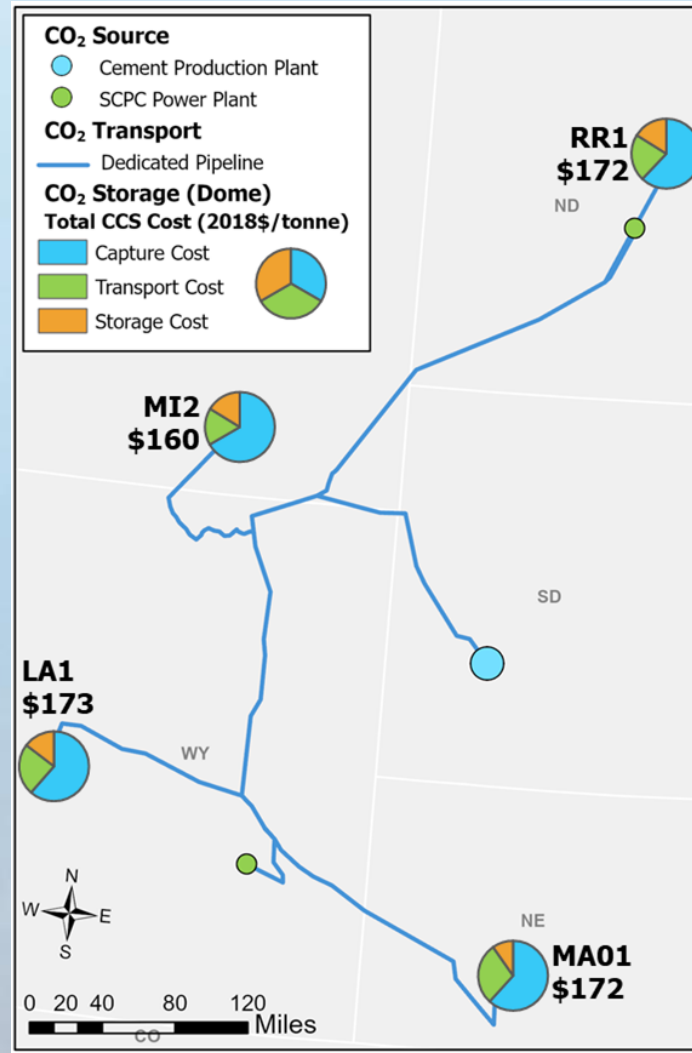 CO₂ Source
Cement Production Plant
SCPC Power Plant
CO₂ Transport
Dedicated Pipeline
CO₂ Storage (Dome)
Total CCS Cost (2018$/tonne)
Capture Cost
Transport Cost
Storage Cost
RR1
$172
ND
MI2
$160
SD
LA1
$173
WY
N
W
E
S
NE
MA01
$172
0 20 40 80 120
Miles
CO